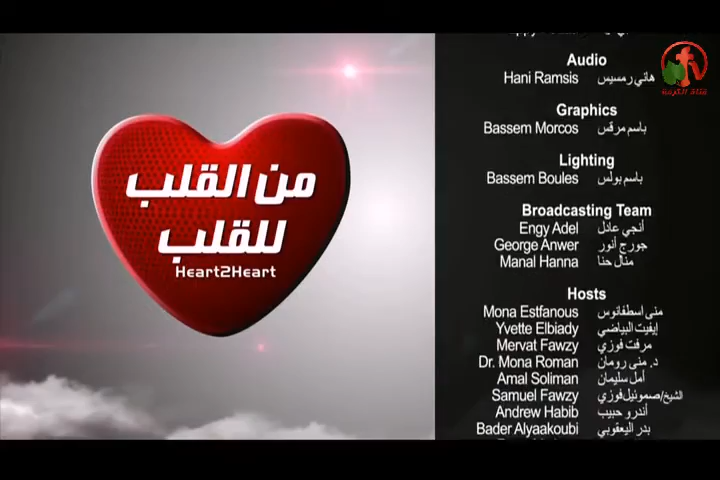 من القلب
للقلب
Heart2Heart
قناة الكرمة
Audio
Hani Ramsis هاني رمسيس
Graphics
Bassem Morcos باسم مرقس
Lighting
Bassem Boules باسم بولس
Broadcasting Team
Engy Adel أنجي عادل
George Anwer جورج أنور
Manal Hanna منال حنا
Hosts
Mona Estfanous منى اسطفانوس
Yvette Elbiady إيفيت البياضي
Mervat Fawzy مرفت فوزي
Dr. Mona Roman د. منى رومان
Amal Soliman أمل سليمان
Samuel Fawzy الشيخ/صموئيل فوزي
Andrew Habib أندرو حبيب
Bader Alyaakoubi بدر اليعقوبي